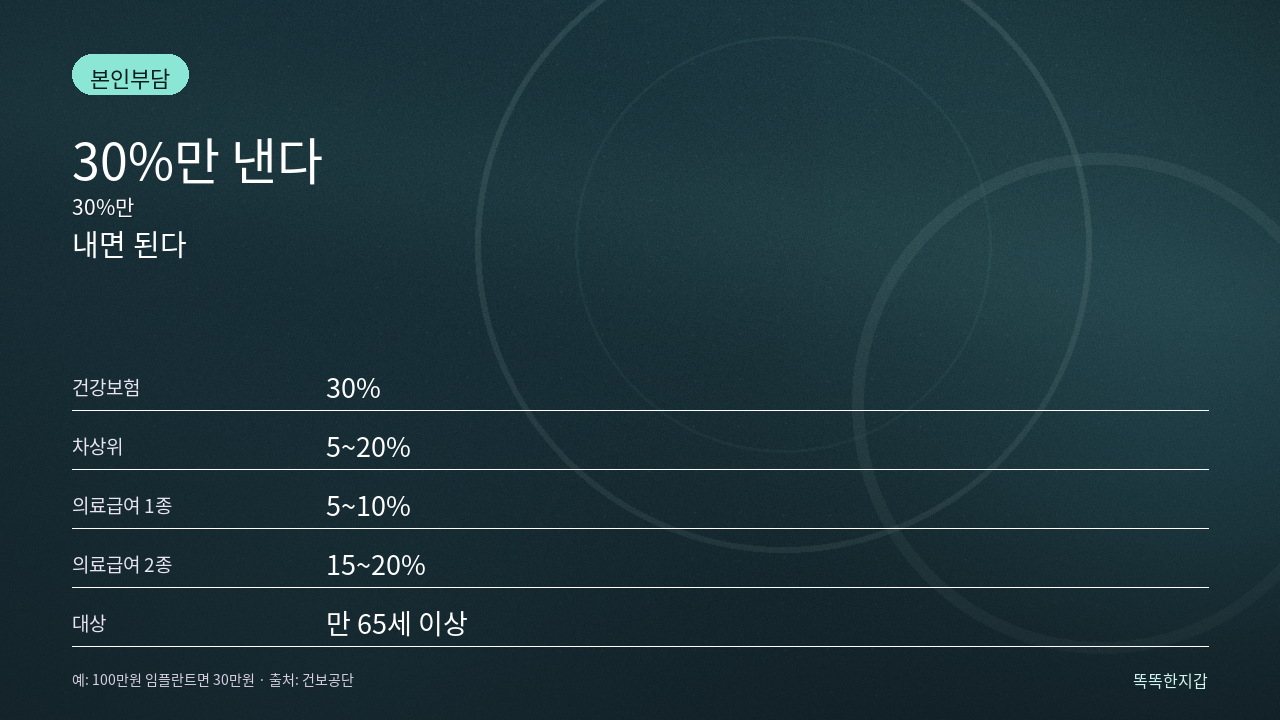 본인부담
30%만 낸다
30%만
내면 된다
건강보험 30%
차상위 5~20%
의료급여 1종 5~10%
의료급여 2종 15~20%
대상 만 65세 이상
예: 100만원 임플란트면 30만원 · 출처: 건보공단
똑똑한지갑